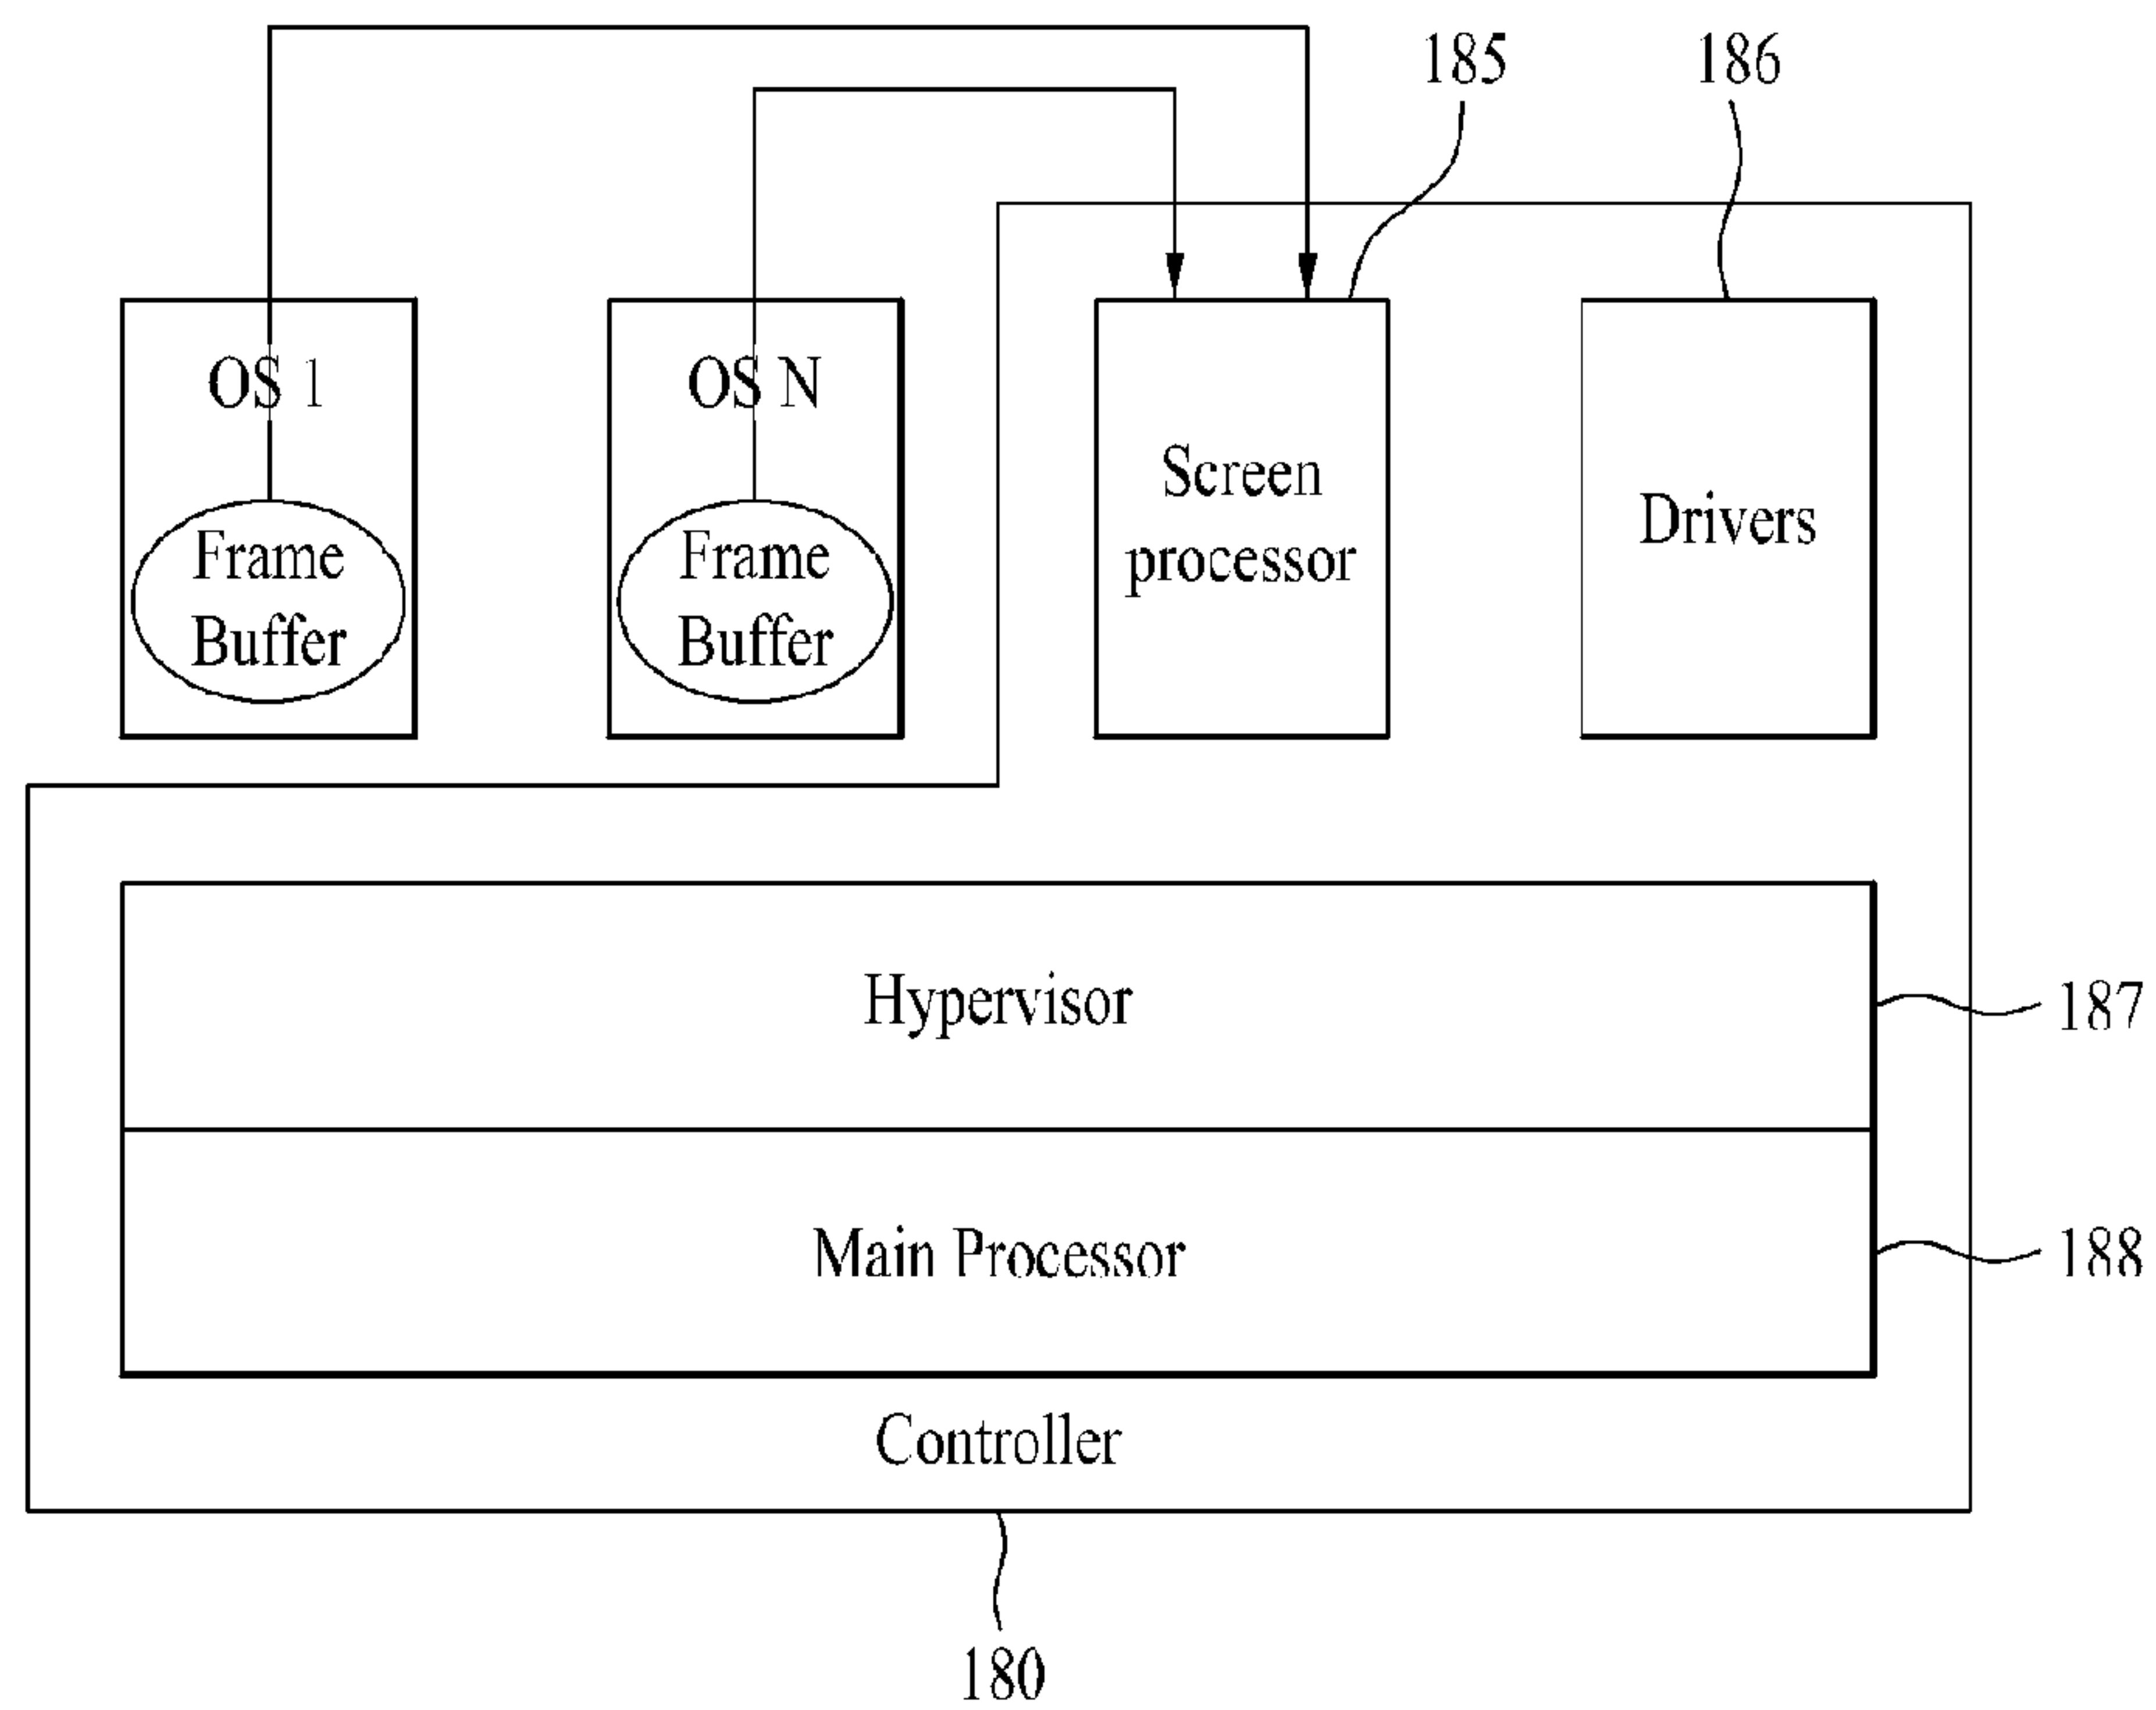 185
186
OS 1
OS N
Screen
processor
Drivers
Frame
Buffer
Frame
Buffer
Hypervisor
187
Main Processor
188
Controller
180